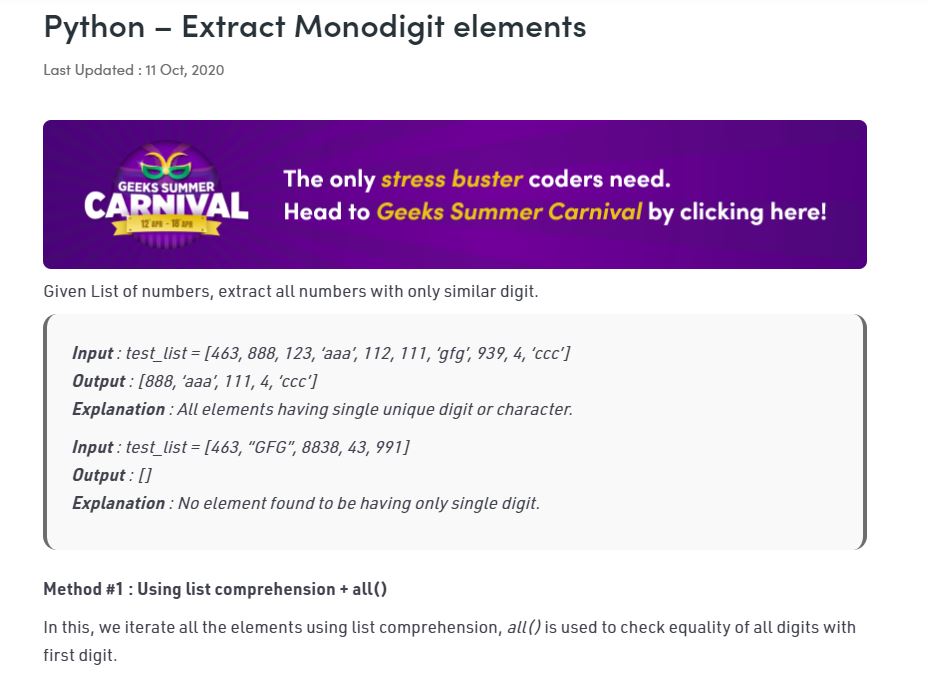 Python – Extract Monodigit elements
Last Updated : 11 Oct, 2020
GEEKS SUMMER
CARNIVAL
12 APR - 18 APR
The only stress buster coders need.
Head to Geeks Summer Carnival by clicking here!
Given List of numbers, extract all numbers with only similar digit.
Input : test_list = [463, 888, 123, ‘aaa’, 112, 111, ‘gfg’, 939, 4, ‘ccc’]
Output : [888, ‘aaa’, 111, 4, ‘ccc’]
Explanation : All elements having single unique digit or character.
Input : test_list = [463, “GFG”, 8838, 43, 991]
Output : []
Explanation : No element found to be having only single digit.
Method #1 : Using list comprehension + all()
In this, we iterate all the elements using list comprehension, all() is used to check equality of all digits with
first digit.